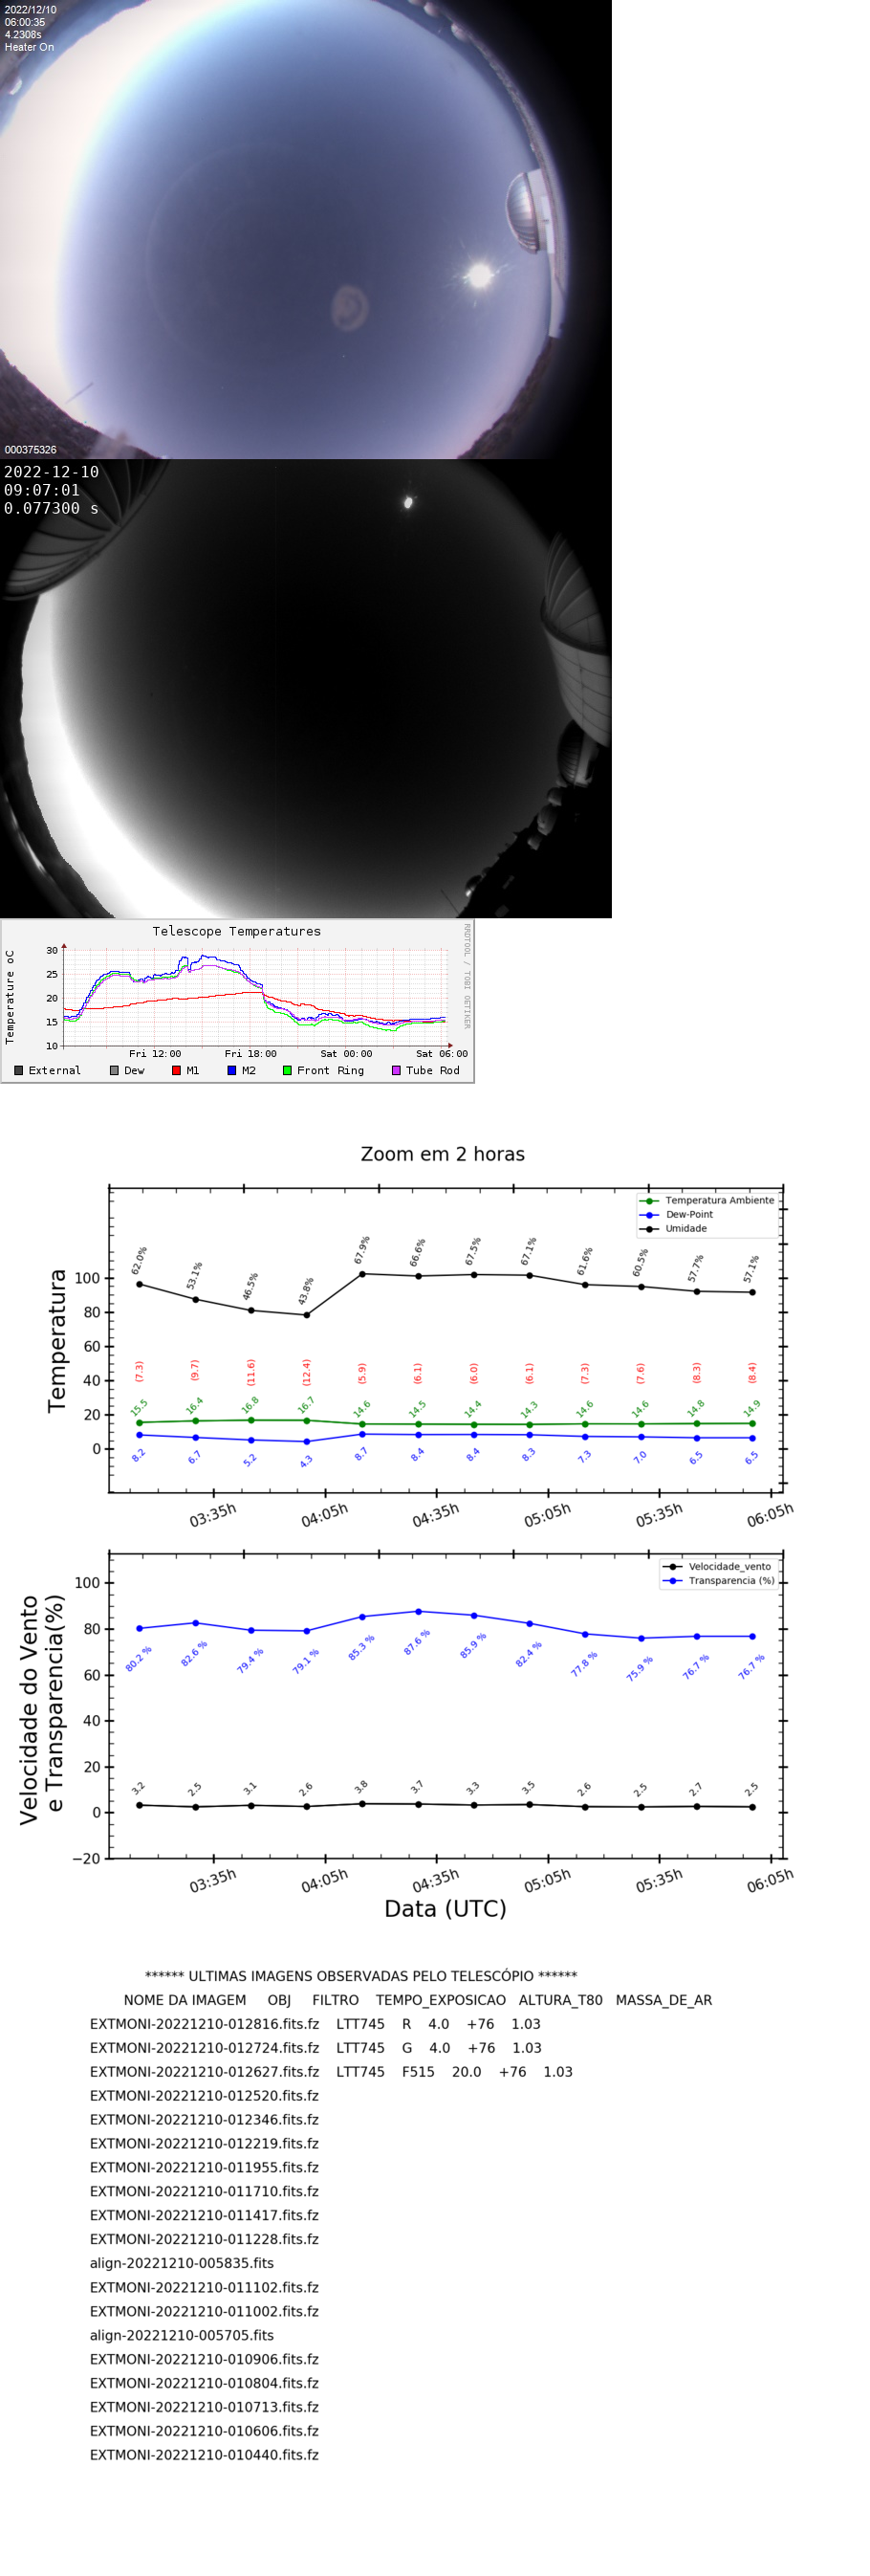 2022/12/10
06:00:35
4.2308s
Heater On
000375326
2022-12-10
09:07:01
0.077300 s
Telescope Temperatures
RRDTOOL / TOBI OETIKER
Temperature oC
30
25
20
15
10
Fri 12:00 Fri 18:00 Sat 00:00 Sat 06:00
External Dew M1 M2 Front Ring Tube Rod
Zoom em 2 horas
Temperatura Ambiente
Dew-Point
Umidade
Temperatura
100
80
60
40
20
0
62.0% 53.1% 46.5% 43.8% 67.9% 66.6% 67.5% 67.1% 61.6% 60.5% 57.7% 57.1%
(7.3) (9.7) (11.6) (12.4) (5.9) (6.1) (6.0) (6.1) (7.3) (7.6) (8.3) (8.4)
15.5 16.4 16.8 16.7 14.6 14.5 14.4 14.3 14.6 14.6 14.8 14.9
8.2 6.7 5.2 4.3 8.7 8.4 8.4 8.3 7.3 7.0 6.5 6.5
03:35h 04:05h 04:35h 05:05h 05:35h 06:05h
Velocidade_vento
Transparencia (%)
Velocidade do Vento
e Transparencia(%)
100
80
60
40
20
0
−20
80.2 % 82.6 % 79.4 % 79.1 % 85.3 % 87.6 % 85.9 % 82.4 % 77.8 % 75.9 % 76.7 % 76.7 %
3.2 2.5 3.1 2.6 3.8 3.7 3.3 3.5 2.6 2.5 2.7 2.5
03:35h 04:05h 04:35h 05:05h 05:35h 06:05h
Data (UTC)
****** ULTIMAS IMAGENS OBSERVADAS PELO TELESCÓPIO ******
NOME DA IMAGEM OBJ FILTRO TEMPO_EXPOSICAO ALTURA_T80 MASSA_DE_AR
EXTMONI-20221210-012816.fits.fz LTT745 R 4.0 +76 1.03
EXTMONI-20221210-012724.fits.fz LTT745 G 4.0 +76 1.03
EXTMONI-20221210-012627.fits.fz LTT745 F515 20.0 +76 1.03
EXTMONI-20221210-012520.fits.fz
EXTMONI-20221210-012346.fits.fz
EXTMONI-20221210-012219.fits.fz
EXTMONI-20221210-011955.fits.fz
EXTMONI-20221210-011710.fits.fz
EXTMONI-20221210-011417.fits.fz
EXTMONI-20221210-011228.fits.fz
align-20221210-005835.fits
EXTMONI-20221210-011102.fits.fz
EXTMONI-20221210-011002.fits.fz
align-20221210-005705.fits
EXTMONI-20221210-010906.fits.fz
EXTMONI-20221210-010804.fits.fz
EXTMONI-20221210-010713.fits.fz
EXTMONI-20221210-010606.fits.fz
EXTMONI-20221210-010440.fits.fz